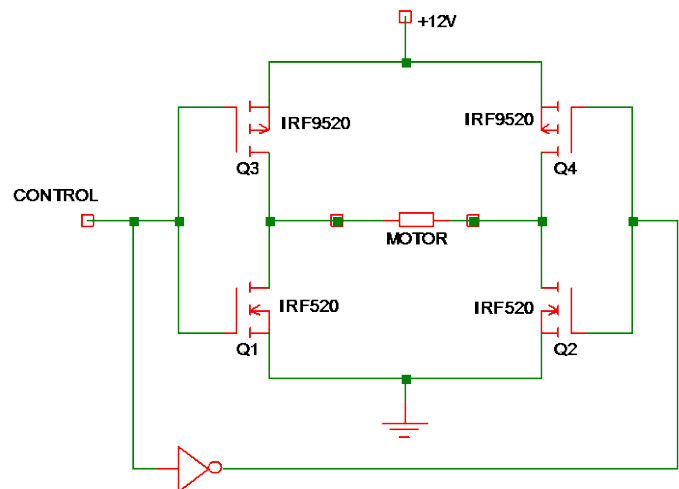 +12V
IRF9520
IRF9520
Q3
Q4
CONTROL
MOTOR
IRF520
IRF520
Q1
Q2